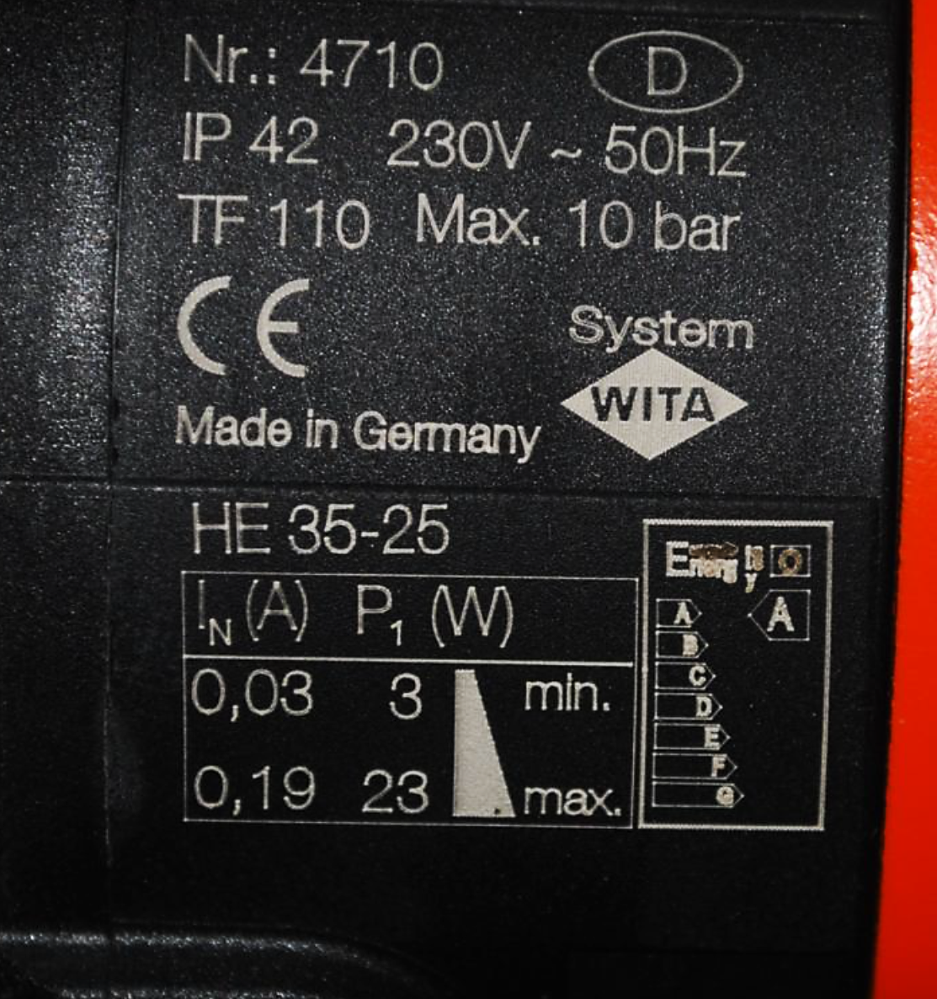 Nr.: 4710 D
IP 42 230V ~ 50Hz
TF 110 Max. 10 bar
CE
System
WITA
Made in Germany
HE 35-25
I_N (A) P_1 (W)
0,03 3 min.
0,19 23 max.
Energy
A
A
B
C
D
E
F
G